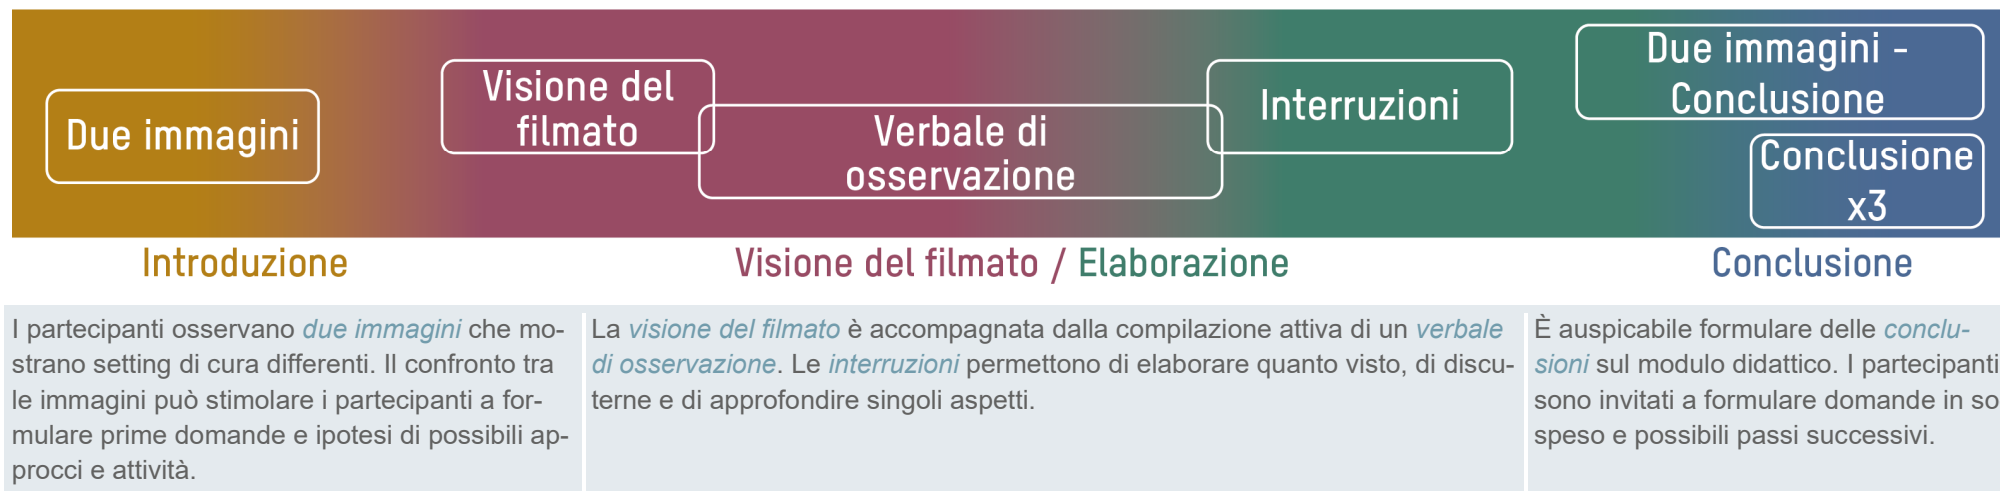 Due immagini
Visione del
filmato
Verbale di
osservazione
Interruzioni
Due immagini -
Conclusione
Conclusione
x3
Introduzione
Visione del filmato / Elaborazione
Conclusione
I partecipanti osservano due immagini che mo-
strano setting di cura differenti. Il confronto tra
le immagini può stimolare i partecipanti a for-
mulare prime domande e ipotesi di possibili ap-
procci e attività.
La visione del filmato è accompagnata dalla compilazione attiva di un verbale
di osservazione. Le interruzioni permettono di elaborare quanto visto, di discu-
terne e di approfondire singoli aspetti.
È auspicabile formulare delle conclu-
sioni sul modulo didattico. I partecipanti
sono invitati a formulare domande in so
speso e possibili passi successivi.